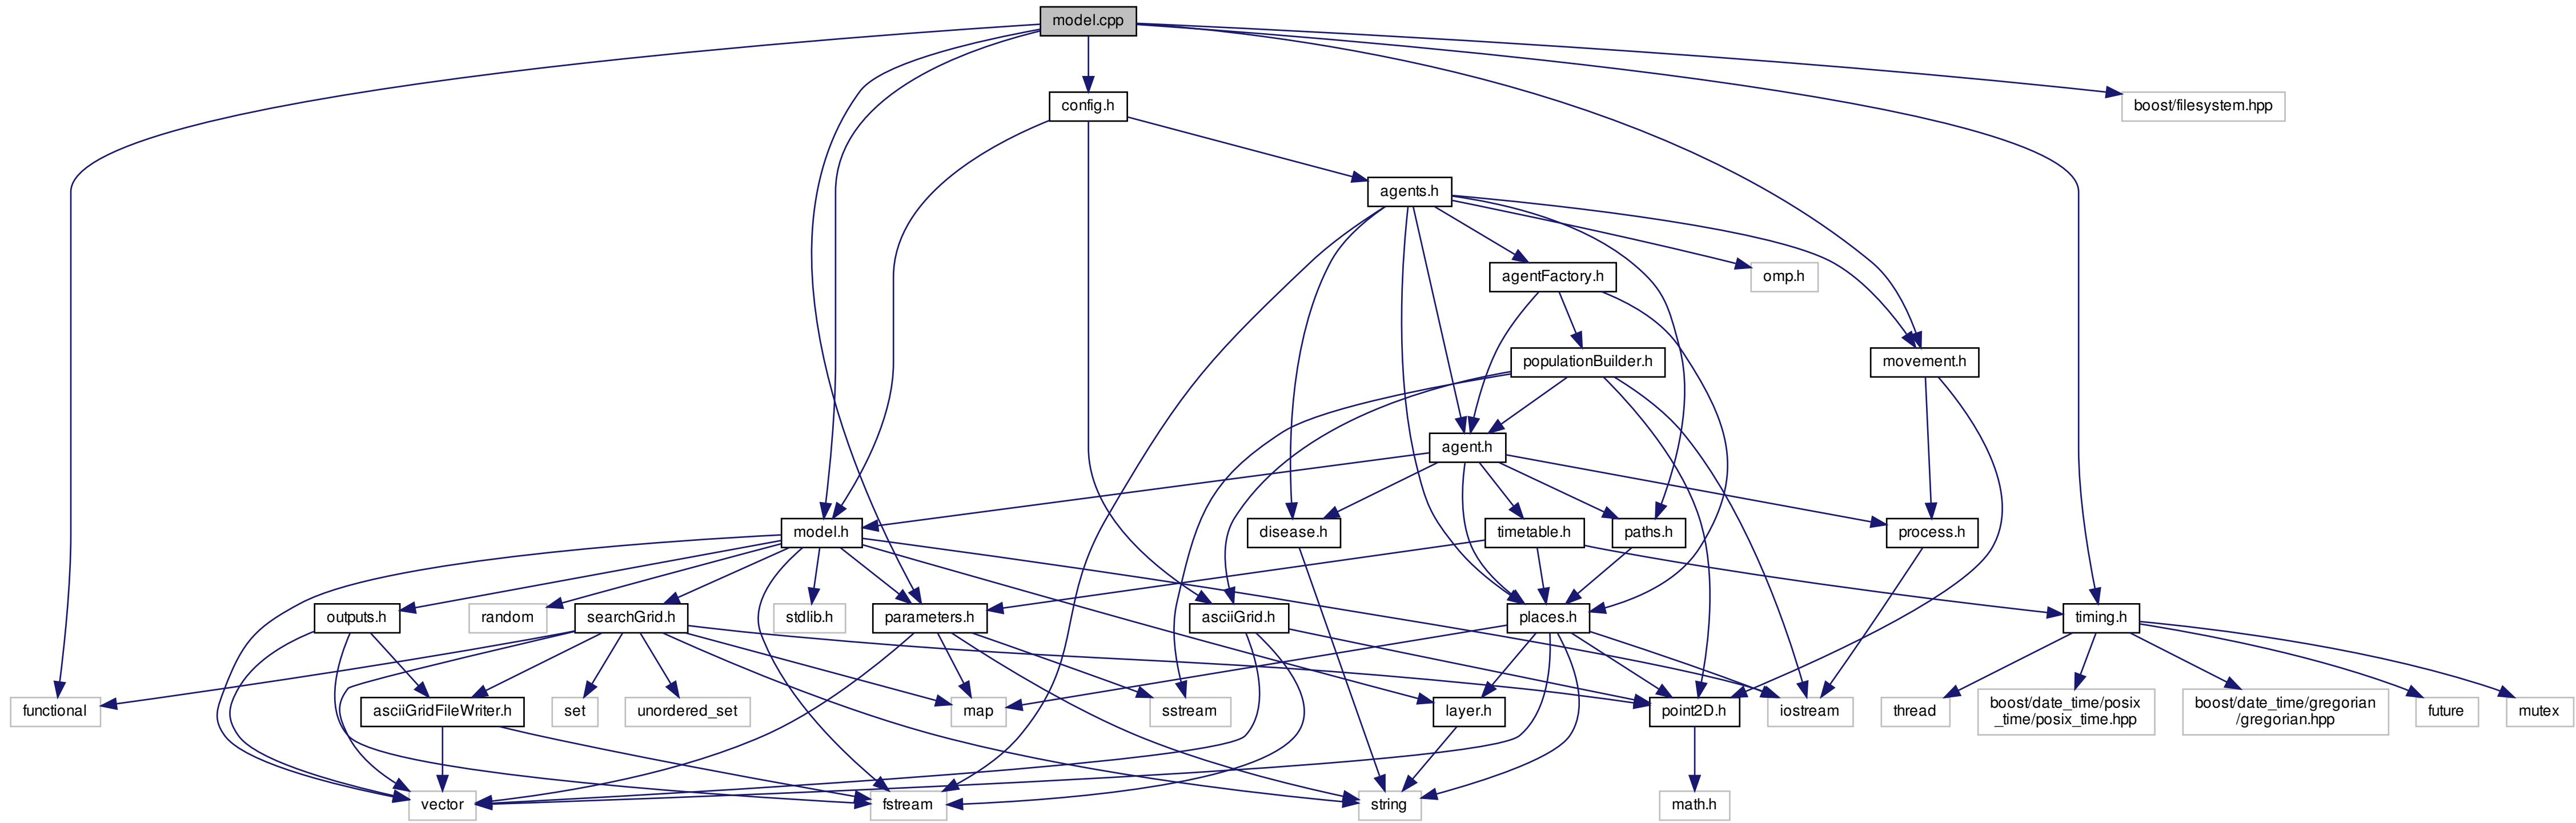 model.cpp
config.h
boost/filesystem.hpp
agents.h
agentFactory.h
omp.h
populationBuilder.h
movement.h
agent.h
model.h
disease.h
timetable.h
paths.h
process.h
outputs.h
random
searchGrid.h
stdlib.h
parameters.h
asciiGrid.h
places.h
timing.h
functional
asciiGridFileWriter.h
set
unordered_set
map
sstream
layer.h
point2D.h
iostream
thread
boost/date_time/posix
_time/posix_time.hpp
boost/date_time/gregorian
/gregorian.hpp
future
mutex
vector
fstream
string
math.h